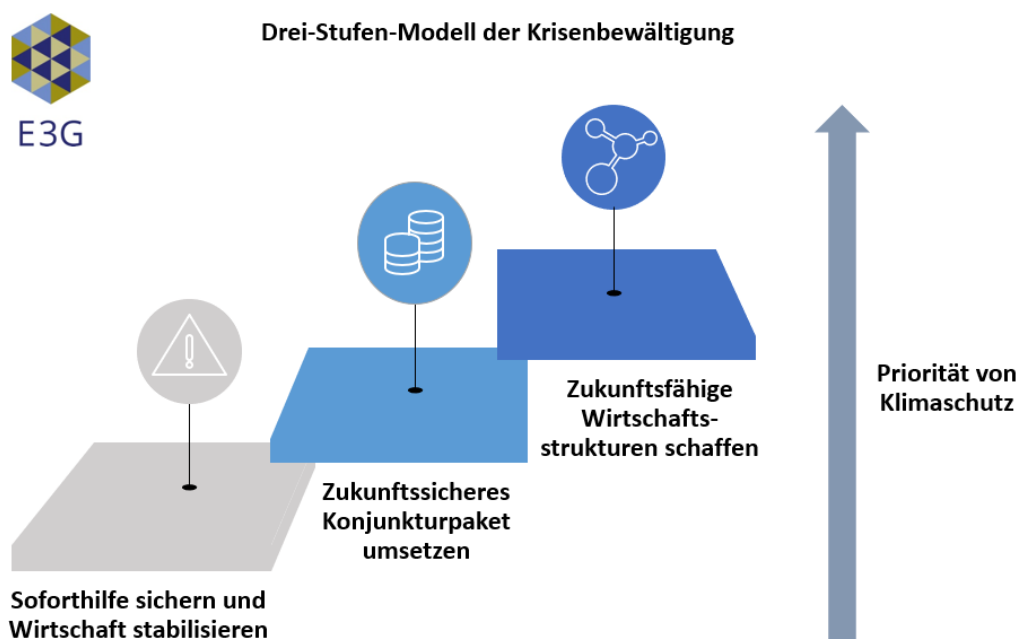 Drei-Stufen-Modell der Krisenbewältigung
E3G
Priorität von
Klimaschutz
Zukunftsfähige
Wirtschafts-
strukturen schaffen
Zukunftssicheres
Konjunkturpaket
umsetzen
Soforthilfe sichern und
Wirtschaft stabilisieren